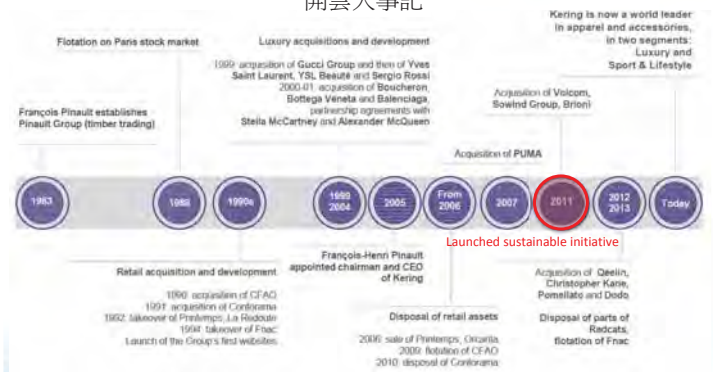 開雲大事記
Kering is now a world leader
in apparel and accessories,
in two segments:
Luxury and
Sport & Lifestyle
Flotation on Paris stock market
Luxury acquisitions and development
1999: acquisition of Gucci Group and then of Yves
Saint Laurent, YSL Beauté and Sergio Rossi
2000-01: acquisition of Boucheron,
Bottega Veneta and Balenciaga,
partnership agreements with
Stella McCartney and Alexander McQueen
Acquisition of Volcom,
Sowind Group, Brioni
François Pinault establishes
Pinault Group (timber trading)
Acquisition of PUMA
1963
1988
1990s
1999
2004
2005
From
2006
2007
2011
2012
2013
Today
Launched sustainable initiative
Retail acquisition and development
1990: acquisition of CFAO
1991: acquisition of Conforama
1992: takeover of Printemps, La Redoute
1994: takeover of Fnac
Launch of the Group's first websites
François-Henri Pinault
appointed chairman and CEO
of Kering
Disposal of retail assets
2006: sale of Printemps, Orcanta
2009: flotation of CFAO
2010: disposal of Conforama
Acquisition of Qeelin,
Christopher Kane,
Pomellato and Dodo
Disposal of parts of
Redcats,
flotation of Fnac